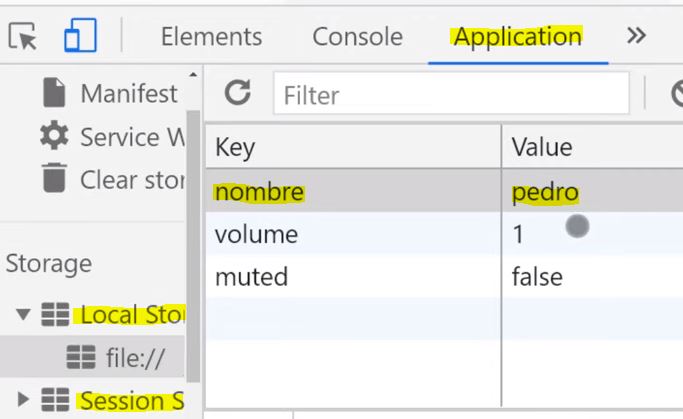 Elements Console Application »
Manifest
Service W
Clear stor
Storage
Local Sto
file://
Session S
Filter
Key Value
nombre pedro
volume 1
muted false